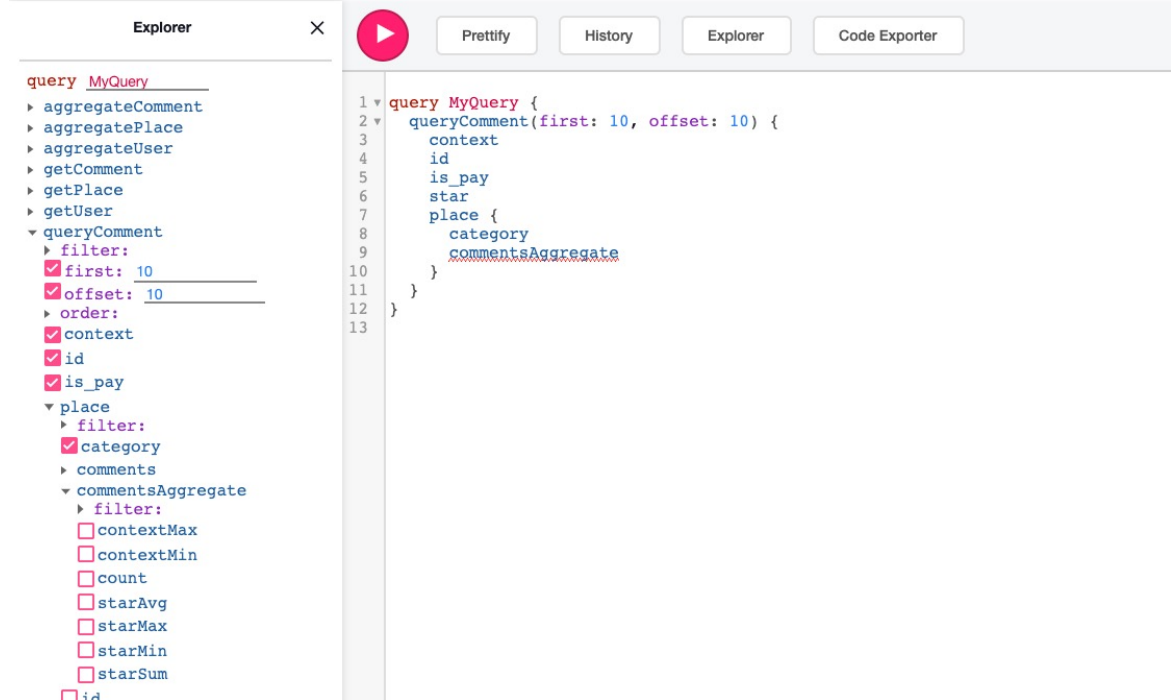 Explorer
query MyQuery
aggregateComment
aggregatePlace
aggregateUser
getComment
getPlace
getUser
queryComment
filter:
first: 10
offset: 10
order:
context
id
is_pay
place
filter:
category
comments
commentsAggregate
filter:
contextMax
contextMin
count
starAvg
starMax
starMin
starSum
id
Prettify History Explorer Code Exporter
1 query MyQuery {
2 queryComment(first: 10, offset: 10) {
3 context
4 id
5 is_pay
6 star
7 place {
8 category
9 commentsAggregate
10 }
11 }
12 }
13